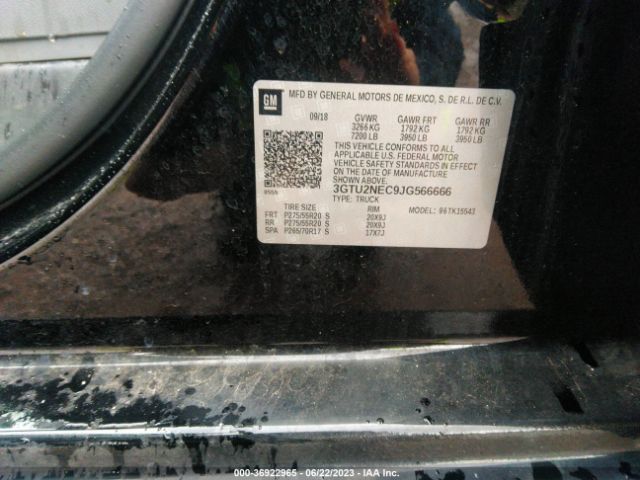 GM
MFD BY GENERAL MOTORS DE MEXICO, S. DE R.L. DE C.V.
09/18 GVWR GAWR FRT GAWR RR
3266 KG 1792 KG 1792 KG
7200 LB 3950 LB 3950 LB
THIS VEHICLE CONFORMS TO ALL APPLICABLE
U.S. FEDERAL MOTOR
VEHICLE SAFETY STANDARDS IN EFFECT
ON THE DATE OF MANUFACTURE
SHOWN ABOVE.
3GTU2NEC9JG566666
TYPE: TRUCK
TIRE SIZE RIM MODEL: 96TK15543
FRT P275/55R20 S 20X9J
RR P275/55R20 S 20X9J
SPA P265/70R17 S 17X7J
000-36922965 - 06/22/2023 - IAA Inc.